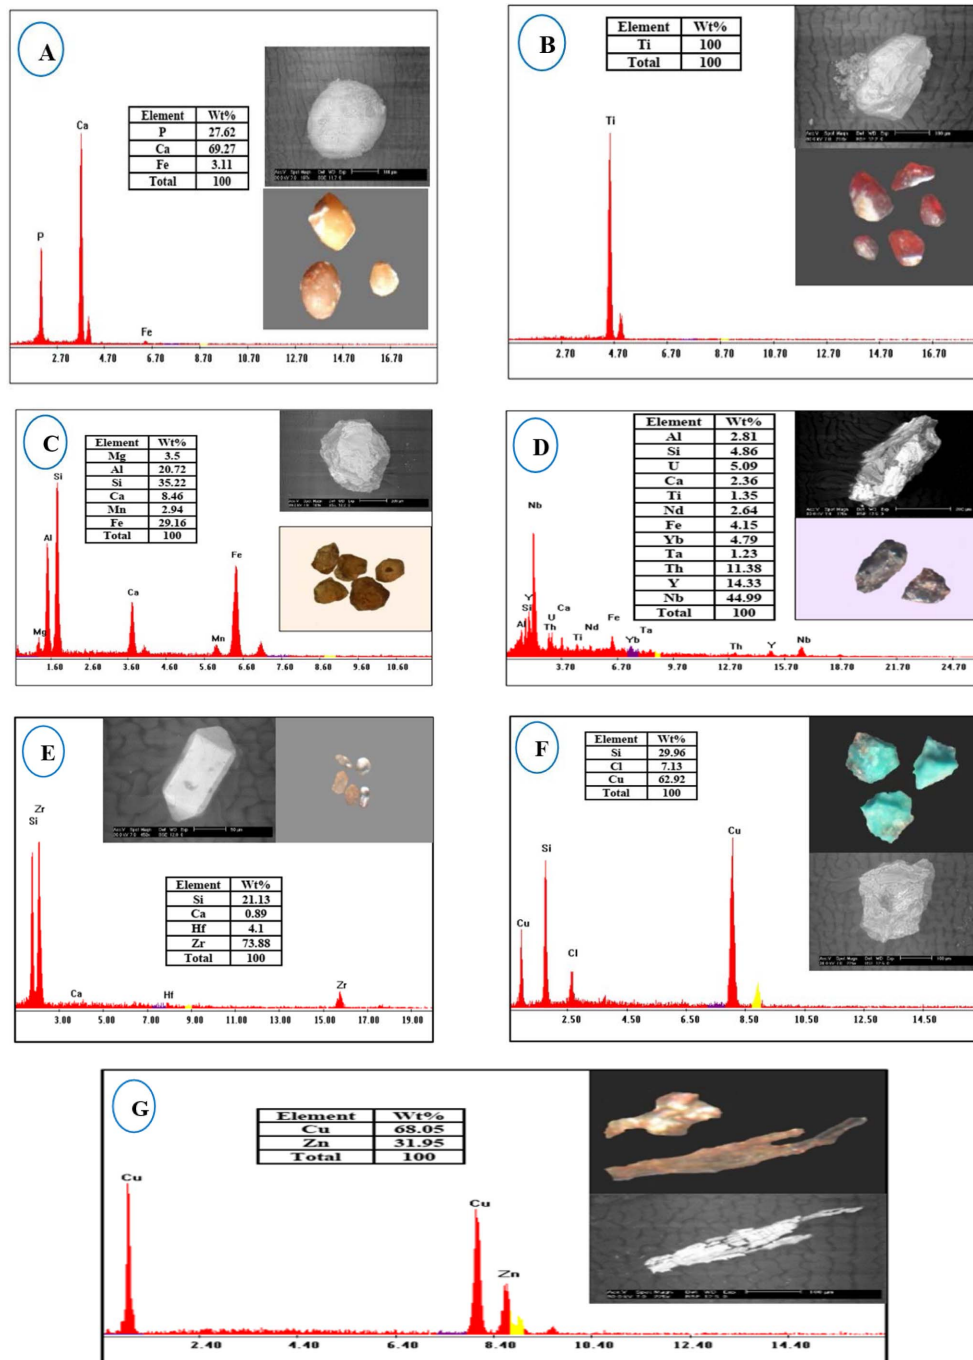 A
Element Wt%
P 27.62
Ca 69.27
Fe 3.11
Total 100
Ca
P
Fe
2.70 4.70 6.70 8.70 10.70 12.70 14.70 16.70
B
Element Wt%
Ti 100
Total 100
Ti
2.70 4.70 6.70 8.70 10.70 12.70 14.70 16.70
C
Element Wt%
Mg 3.5
Al 20.72
Si 35.22
Ca 8.46
Mn 2.94
Fe 29.16
Total 100
Si
Al
Fe
Ca
Mg
Mn
1.60 2.60 3.60 4.60 5.60 6.60 7.60 8.60 9.60 10.60
D
Element Wt%
Al 2.81
Si 4.86
U 5.09
Ca 2.36
Ti 1.35
Nd 2.64
Fe 4.15
Yb 4.79
Ta 1.23
Th 11.38
Y 14.33
Nb 44.99
Total 100
Nb
Y
Si
Al
U
Th
Ca
Ti
Nd
Fe
Yb
Ta
Th
Y
Nb
3.70 6.70 9.70 12.70 15.70 18.70 21.70 24.70
E
Zr
Si
Element Wt%
Si 21.13
Ca 0.89
Hf 4.1
Zr 73.88
Total 100
Ca
Hf
Zr
3.00 5.00 7.00 9.00 11.00 13.00 15.00 17.00 19.00
F
Element Wt%
Si 29.96
Cl 7.13
Cu 62.92
Total 100
Cu
Si
Cl
Cu
2.50 4.50 6.50 8.50 10.50 12.50 14.50
G
Element Wt%
Cu 68.05
Zn 31.95
Total 100
Cu
Cu
Zn
2.40 4.40 6.40 8.40 10.40 12.40 14.40